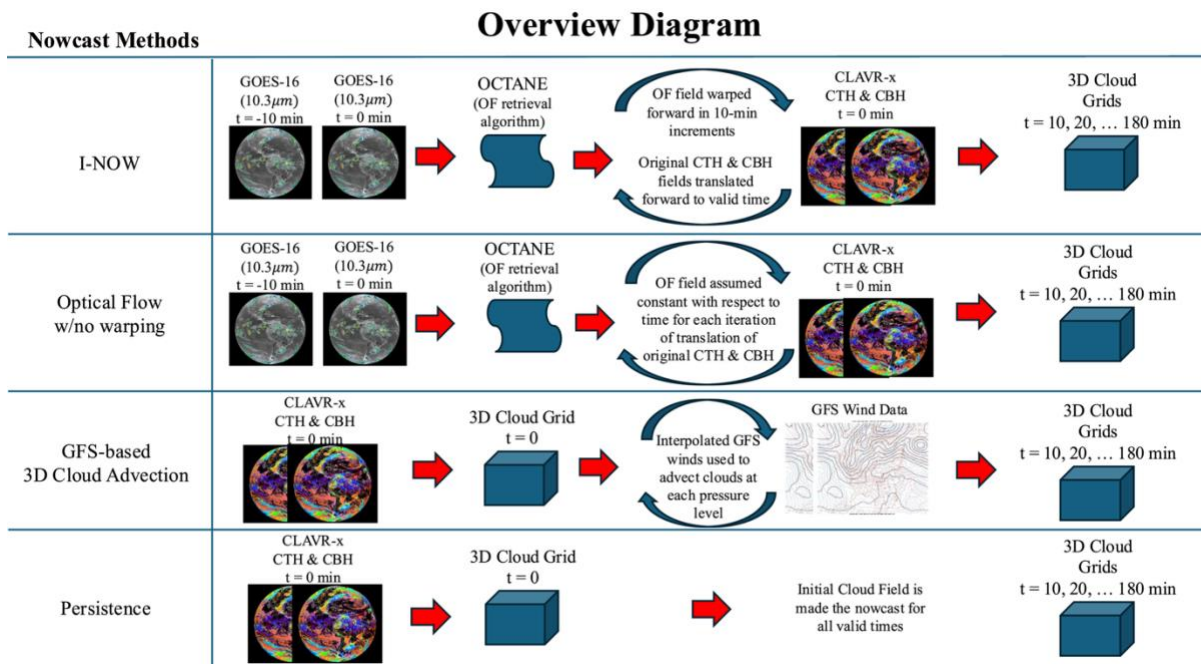 Overview Diagram
Nowcast Methods
I-NOW
GOES-16
(10.3μm)
t = -10 min
GOES-16
(10.3μm)
t = 0 min
OCTANE
(OF retrieval
algorithm)
OF field warped
forward in 10-min
increments
Original CTH & CBH
fields translated
forward to valid time
CLAVR-x
CTH & CBH
t = 0 min
3D Cloud
Grids
t = 10, 20, … 180 min
Optical Flow
w/no warping
GOES-16
(10.3μm)
t = -10 min
GOES-16
(10.3μm)
t = 0 min
OCTANE
(OF retrieval
algorithm)
OF field assumed
constant with respect to
time for each iteration
of translation of
original CTH & CBH
CLAVR-x
CTH & CBH
t = 0 min
3D Cloud
Grids
t = 10, 20, … 180 min
GFS-based
3D Cloud Advection
CLAVR-x
CTH & CBH
t = 0 min
3D Cloud Grid
t = 0
Interpolated GFS
winds used to
advect clouds at
each pressure
level
GFS Wind Data
3D Cloud
Grids
t = 10, 20, … 180 min
Persistence
CLAVR-x
CTH & CBH
t = 0 min
3D Cloud Grid
t = 0
Initial Cloud Field is
made the nowcast for
all valid times
3D Cloud
Grids
t = 10, 20, … 180 min